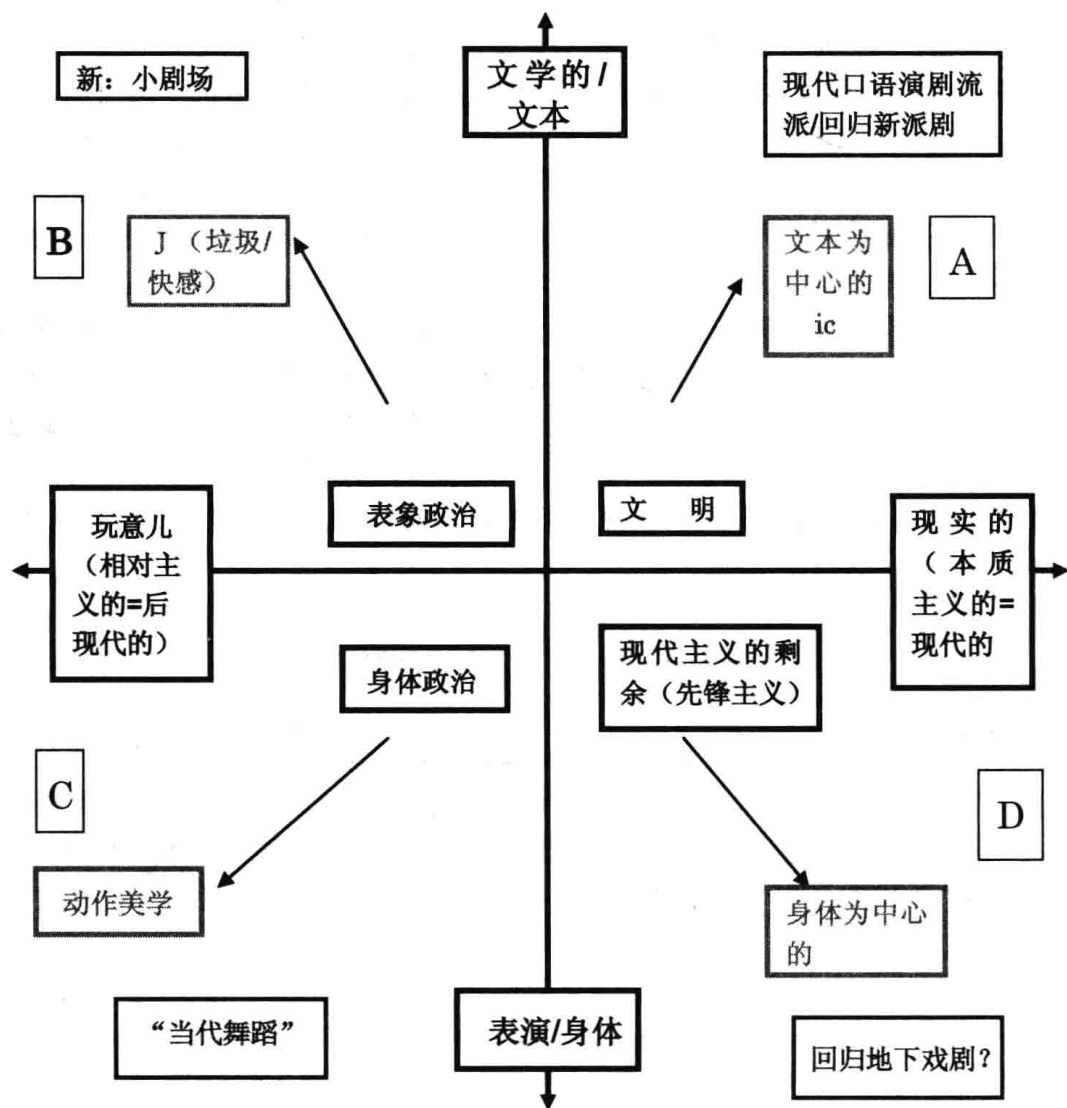 新：小剧场
文学的/
文本
现代口语演剧流
派/回归新派剧
B
J（垃圾/
快感）
文本为
中心的
ic
A
玩意儿
（相对主
义的=后
现代的）
表象政治
文 明
现实的
（本质
主义的=
现代的
身体政治
现代主义的剩
余（先锋主义）
C
动作美学
D
身体为中心
的
“当代舞蹈”
表演/身体
回归地下戏剧？